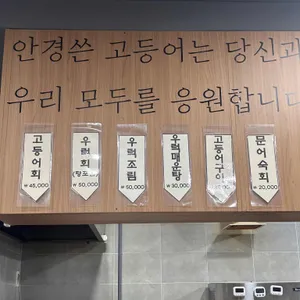 안경쓴 고등어는 당신과
우리 모두를 응원합니다
고등어회
₩ 45,000
우럭회
₩ 50,000
우럭조림
₩ 50,000
우럭매운탕
₩ 30,000
고등어구이
문어숙회
₩ 20,000